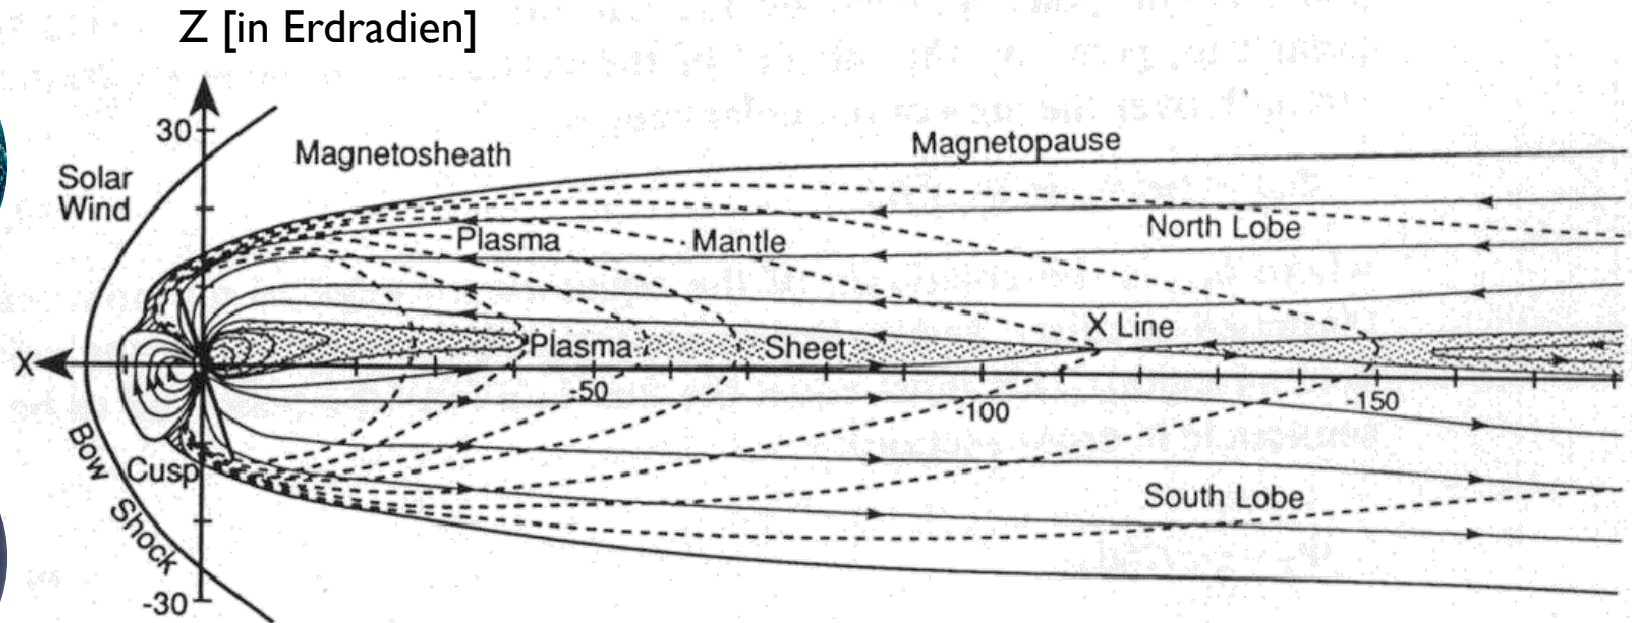 Z [in Erdradien]
30
Magnetosheath
Magnetopause
Solar
Wind
North Lobe
Plasma Mantle
X Line
X
Plasma Sheet
-50
-100
-150
Bow Shock
Cusp
South Lobe
-30